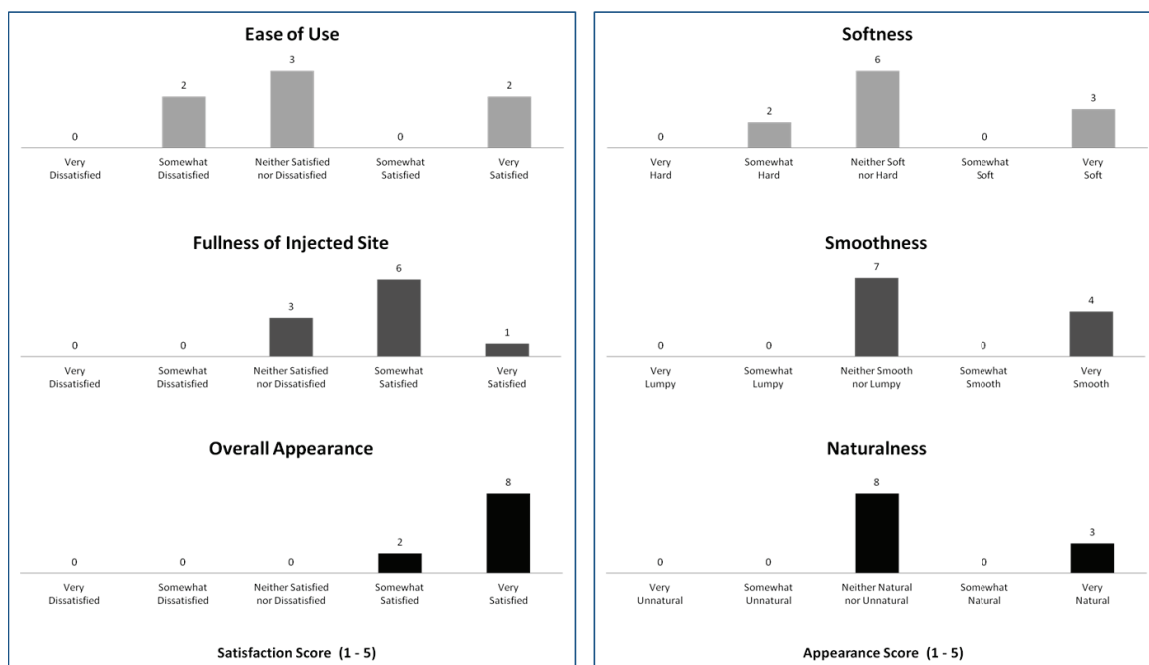 Ease of Use
3
2
2
0
0
Very
Dissatisfied
Somewhat
Dissatisfied
Neither Satisfied
nor Dissatisfied
Somewhat
Satisfied
Very
Satisfied
Fullness of Injected Site
6
3
1
0
0
Very
Dissatisfied
Somewhat
Dissatisfied
Neither Satisfied
nor Dissatisfied
Somewhat
Satisfied
Very
Satisfied
Overall Appearance
8
2
0
0
0
Very
Dissatisfied
Somewhat
Dissatisfied
Neither Satisfied
nor Dissatisfied
Somewhat
Satisfied
Very
Satisfied
Satisfaction Score (1 - 5)
Softness
6
3
2
0
0
Very
Hard
Somewhat
Hard
Neither Soft
nor Hard
Somewhat
Soft
Very
Soft
Smoothness
7
4
0
0
0
Very
Lumpy
Somewhat
Lumpy
Neither Smooth
nor Lumpy
Somewhat
Smooth
Very
Smooth
Naturalness
8
3
0
0
0
Very
Unnatural
Somewhat
Unnatural
Neither Natural
nor Unnatural
Somewhat
Natural
Very
Natural
Appearance Score (1 - 5)